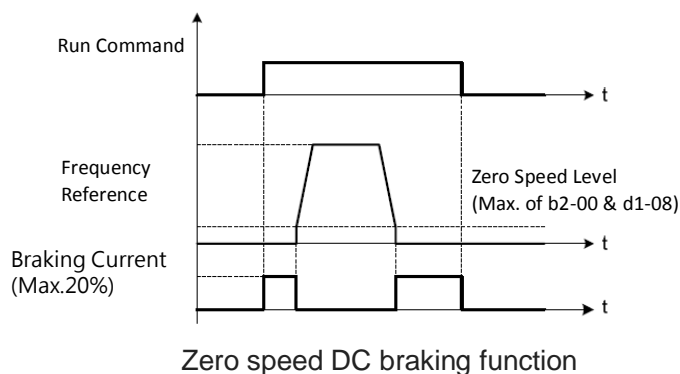 Run Command
t
Frequency
Reference
Zero Speed Level
(Max. of b2-00 & d1-08)
t
Braking Current
(Max.20%)
t
Zero speed DC braking function